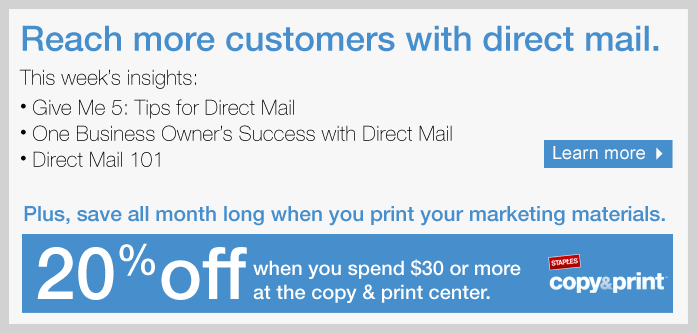 Reach more customers with direct mail.
This week's insights:
• Give Me 5: Tips for Direct Mail
• One Business Owner's Success with Direct Mail
• Direct Mail 101
Learn more
Plus, save all month long when you print your marketing materials.
20% off
when you spend $30 or more
at the copy & print center.
STAPLES
copy&print